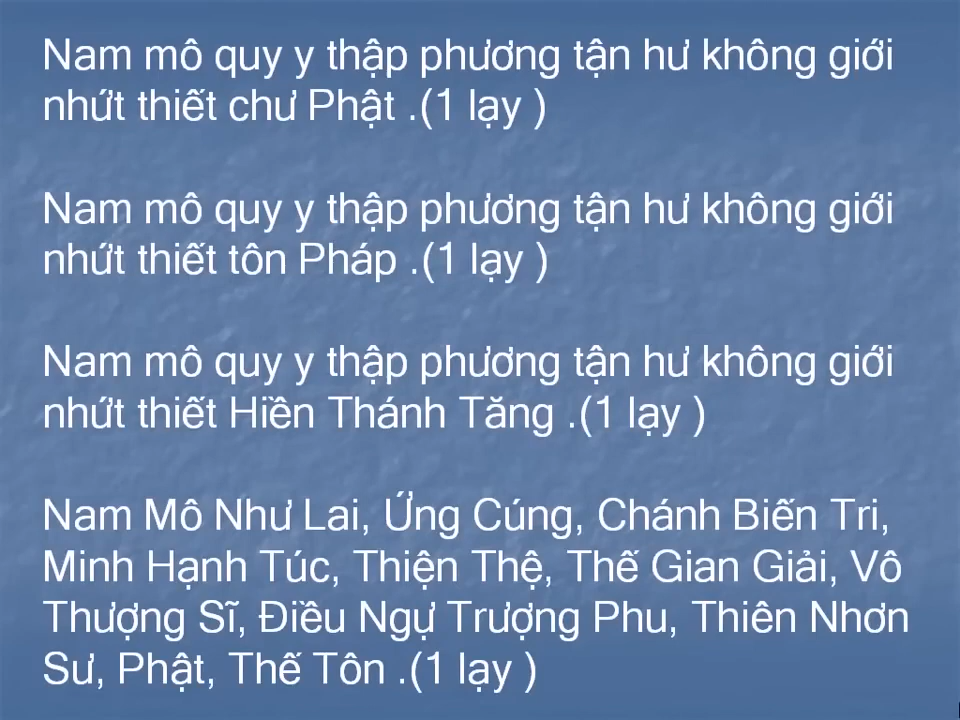 Nam mô quy y thập phương tận hư không giới
nhứt thiết chư Phật .(1 lạy )
Nam mô quy y thập phương tận hư không giới
nhứt thiết tôn Pháp .(1 lạy )
Nam mô quy y thập phương tận hư không giới
nhứt thiết Hiền Thánh Tăng .(1 lạy )
Nam Mô Như Lai, Ứng Cúng, Chánh Biến Tri,
Minh Hạnh Túc, Thiện Thệ, Thế Gian Giải, Vô
Thượng Sĩ, Điều Ngự Trượng Phu, Thiên Nhơn
Sư, Phật, Thế Tôn .(1 lạy )